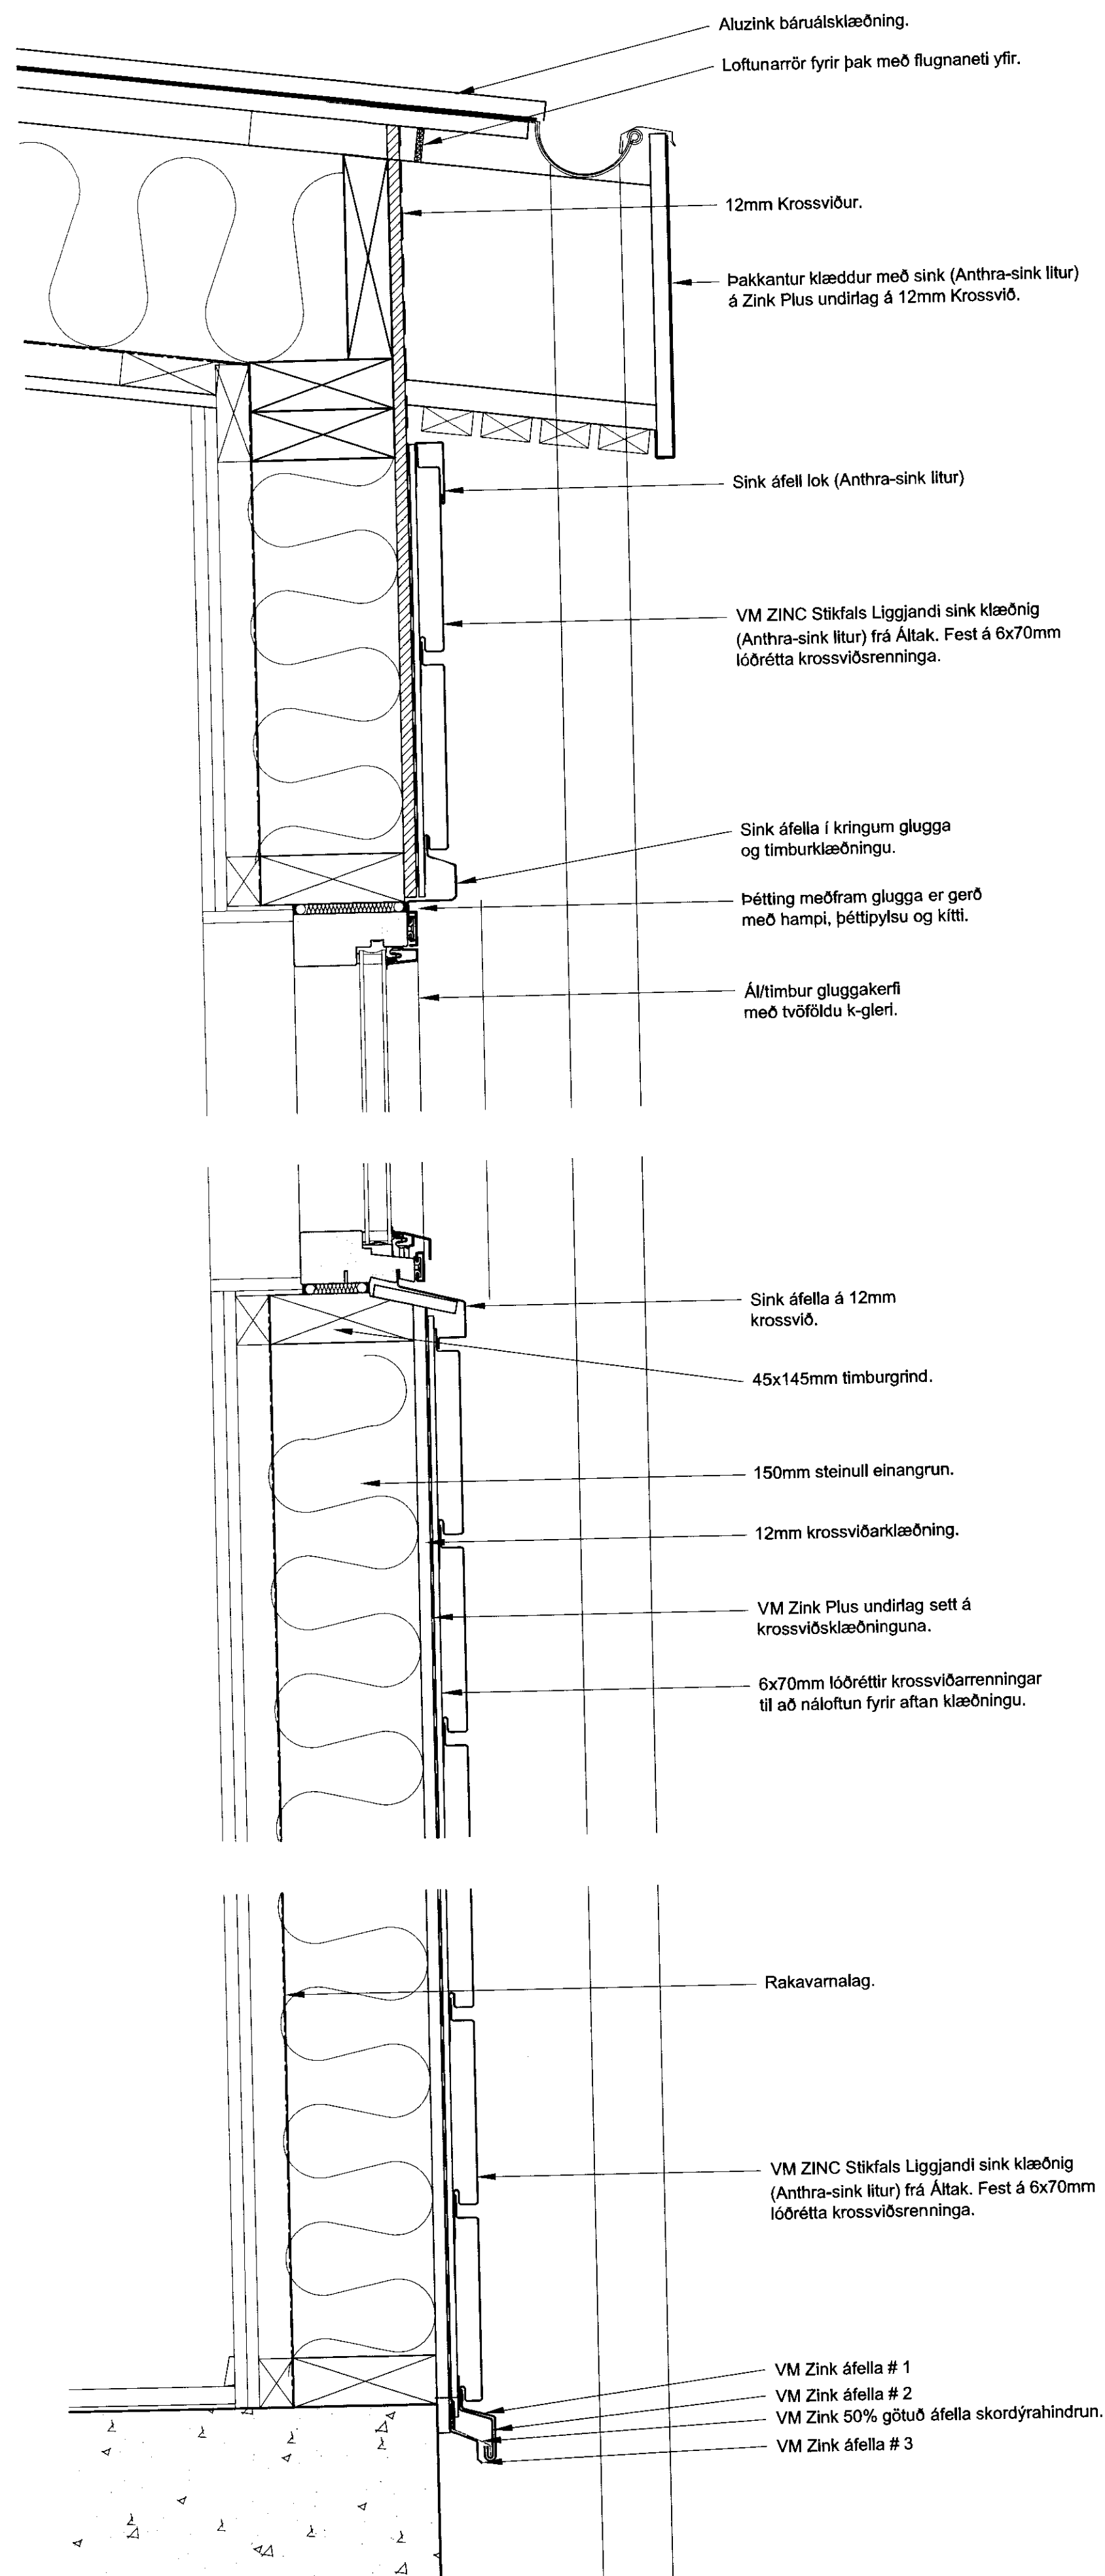 Aluzink báruálsklæðning.
Loftunarrör fyrir þak með flugnaneti yfir.
12mm Krossviður.
Þakkantur klæddur með sink (Anthra-sink litur)
á Zink Plus undirlag á 12mm Krossvið.
Sink áfell lok (Anthra-sink litur)
VM ZINC Stikfals Liggjandi sink klæðnig
(Anthra-sink litur) frá Áltak. Fest á 6x70mm
lóðrétta krossviðsrenninga.
Sink áfella í kringum glugga
og timburklæðningu.
Þétting meðfram glugga er gerð
með hampi, þéttipylsu og kítti.
Ál/timbur gluggakerfi
með tvöföldu k-gleri.
Sink áfella á 12mm
krossvið.
45x145mm timburgrind.
150mm steinull einangrun.
12mm krossviðarklæðning.
VM Zink Plus undirlag sett á
krossviðsklæðninguna.
6x70mm lóðréttir krossviðarrenningar
til að náloftun fyrir aftan klæðningu.
Rakavarnalag.
VM ZINC Stikfals Liggjandi sink klæðnig
(Anthra-sink litur) frá Áltak. Fest á 6x70mm
lóðrétta krossviðsrenninga.
VM Zink áfella # 1
VM Zink áfella # 2
VM Zink 50% götuð áfella skordýrahindrun.
VM Zink áfella # 3